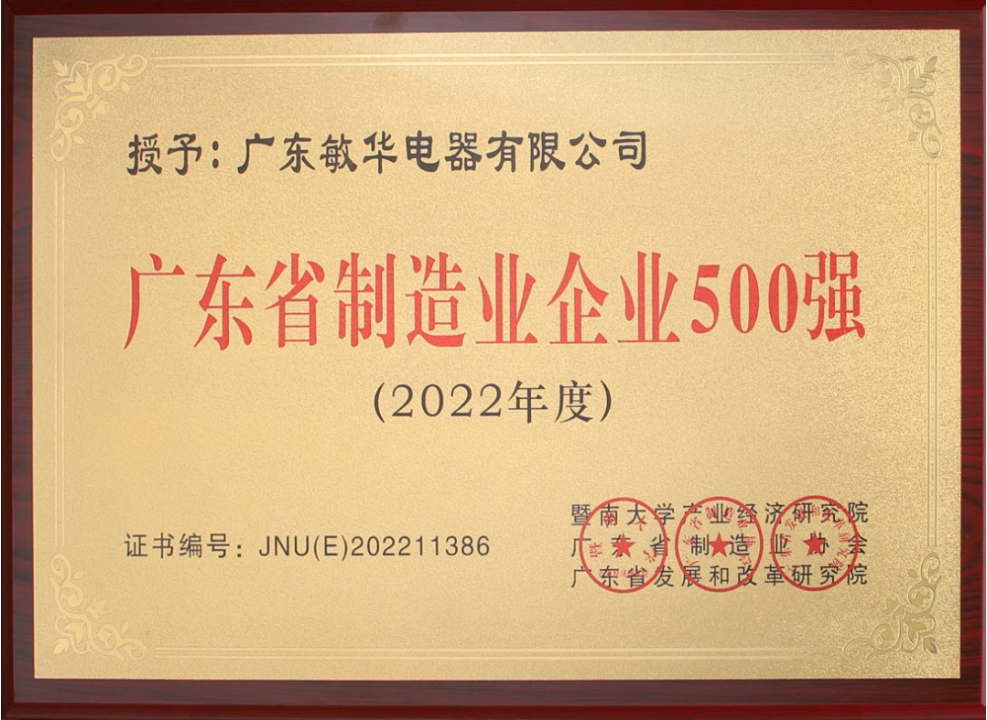 授予：广东敏华电器有限公司
广东省制造业企业500强
（2022年度）
证书编号：JNU(E)202211386
暨南大学产业经济研究院
广东省制造业协会
广东省发展和改革研究院